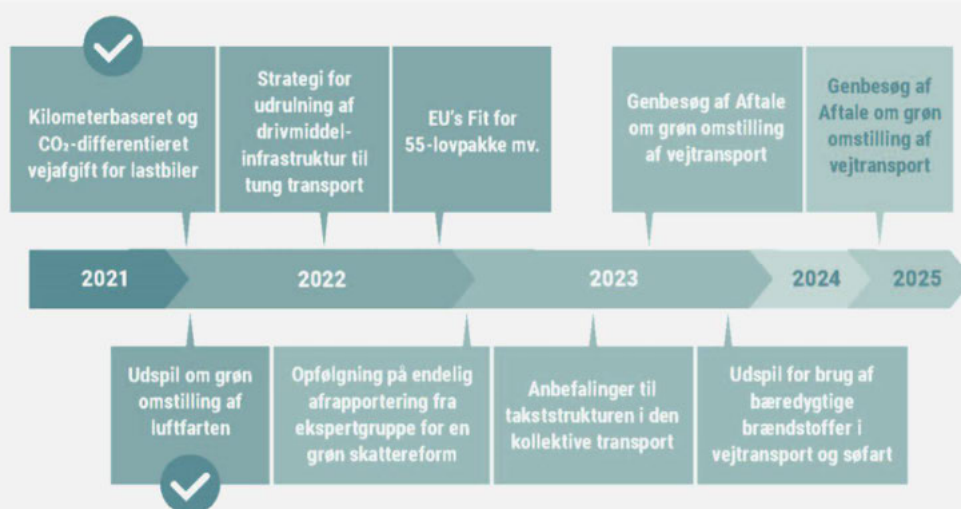 Kilometerbaseret og
CO₂-differentieret
vejafgift for lastbiler
Strategi for
udrulning af
drivmiddel-
infrastruktur til
tung transport
EU's Fit for
55-lovpakke mv.
Genbesøg af Aftale
om grøn omstilling
af vejtransport
Genbesøg af
Aftale om grøn
omstilling af
vejtransport
2021
2022
2023
2024
2025
Udspil om grøn
omstilling af
luftfarten
Opfølgning på endelig
afrapportering fra
ekspertgruppe for en
grøn skattereform
Anbefalinger til
takststrukturen i den
kollektive transport
Udspil for brug af
bæredygtige
brændstoffer i
vejtransport og søfart